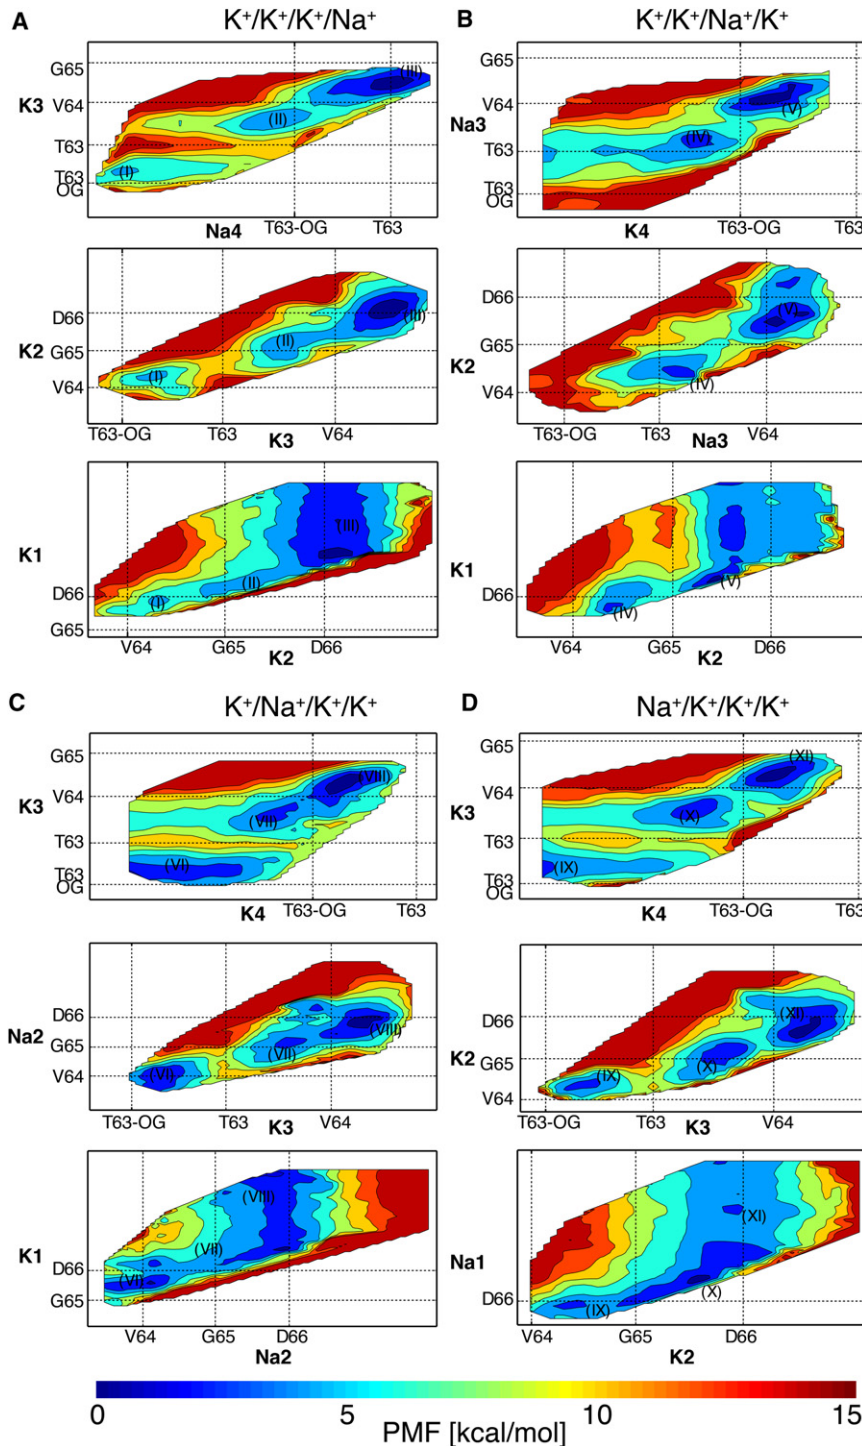 A K+/K+/K+/Na+
G65
K3
V64
T63
T63
OG
(I) (II) (III)
T63-OG T63
Na4
D66
K2
G65
V64
(I) (II) (III)
T63-OG T63 V64
K3
K1
D66
G65
(I) (II) (III)
V64 G65 D66
K2
B K+/K+/Na+/K+
G65
Na3
V64
T63
T63
OG
(IV) (V)
T63-OG T63
K4
D66
K2
G65
V64
(IV) (V)
T63-OG T63 V64
Na3
K1
D66
(IV) (V)
V64 G65 D66
K2
C K+/Na+/K+/K+
G65
K3
V64
T63
T63
OG
(VI) (VII) (VIII)
T63-OG T63
K4
D66
Na2
G65
V64
(VI) (VII) (VIII)
T63-OG T63 V64
K3
K1
D66
G65
(VI) (VII) (VIII)
V64 G65 D66
Na2
D Na+/K+/K+/K+
G65
K3
V64
T63
T63
OG
(IX) (X) (XI)
T63-OG T63
K4
D66
K2
G65
V64
(IX) (X) (XI)
T63-OG T63 V64
K3
Na1
D66
(IX) (X) (XI)
V64 G65 D66
K2
0 5 10 15
PMF [kcal/mol]